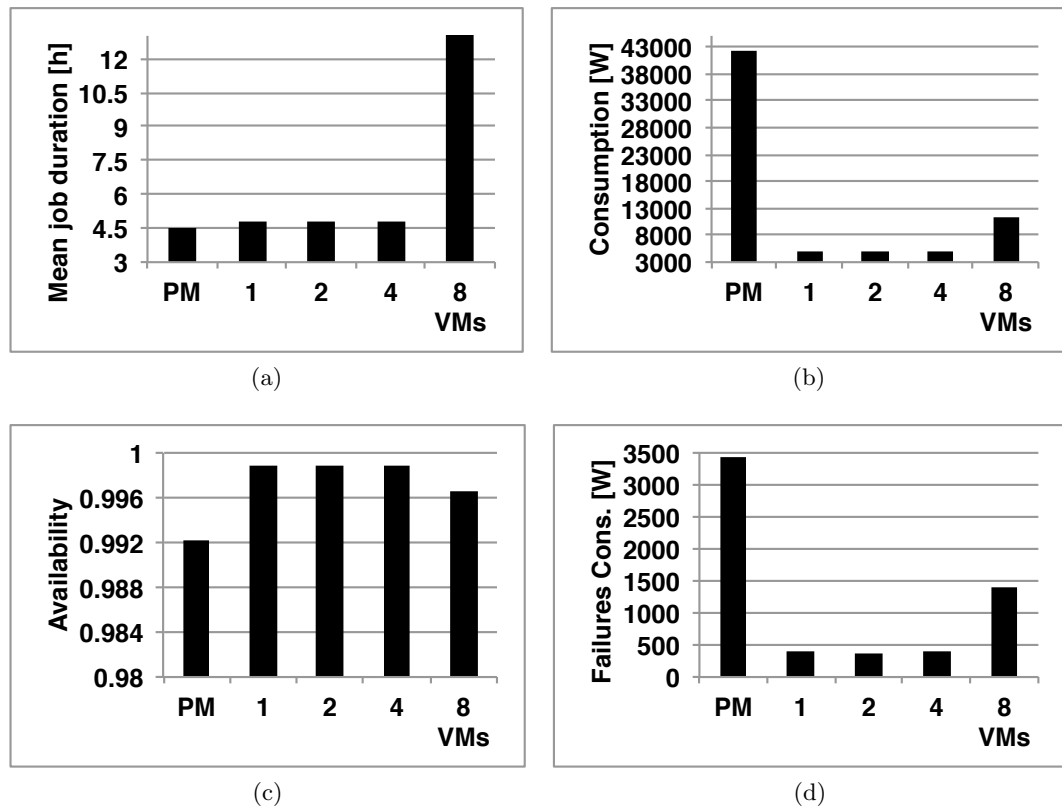 Mean job duration [h]
12
10.5
9
7.5
6
4.5
3
PM 1 2 4 8
VMs
(a)
Consumption [W]
43000
38000
33000
28000
23000
18000
13000
8000
3000
PM 1 2 4 8
VMs
(b)
Availability
1
0.996
0.992
0.988
0.984
0.98
PM 1 2 4 8
VMs
(c)
Failures Cons. [W]
3500
3000
2500
2000
1500
1000
500
0
PM 1 2 4 8
VMs
(d)